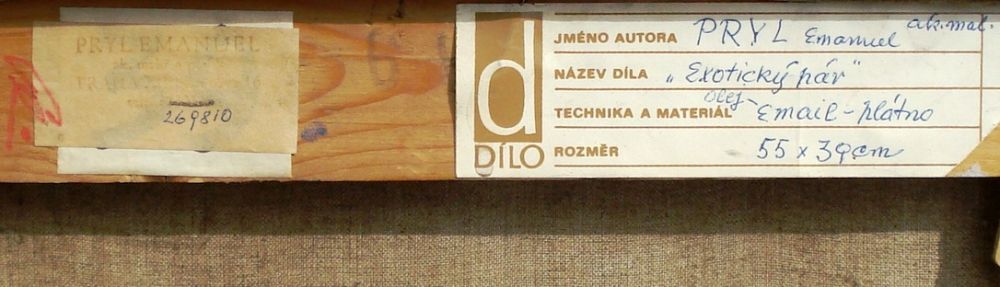 PRYL EMANUEL
269810
d
DÍLO
JMÉNO AUTORA PRYL Emanuel ak. mal.
NÁZEV DÍLA „Exotický pár"
TECHNIKA A MATERIÁL olej - Email - plátno
ROZMĚR 55 x 39 cm